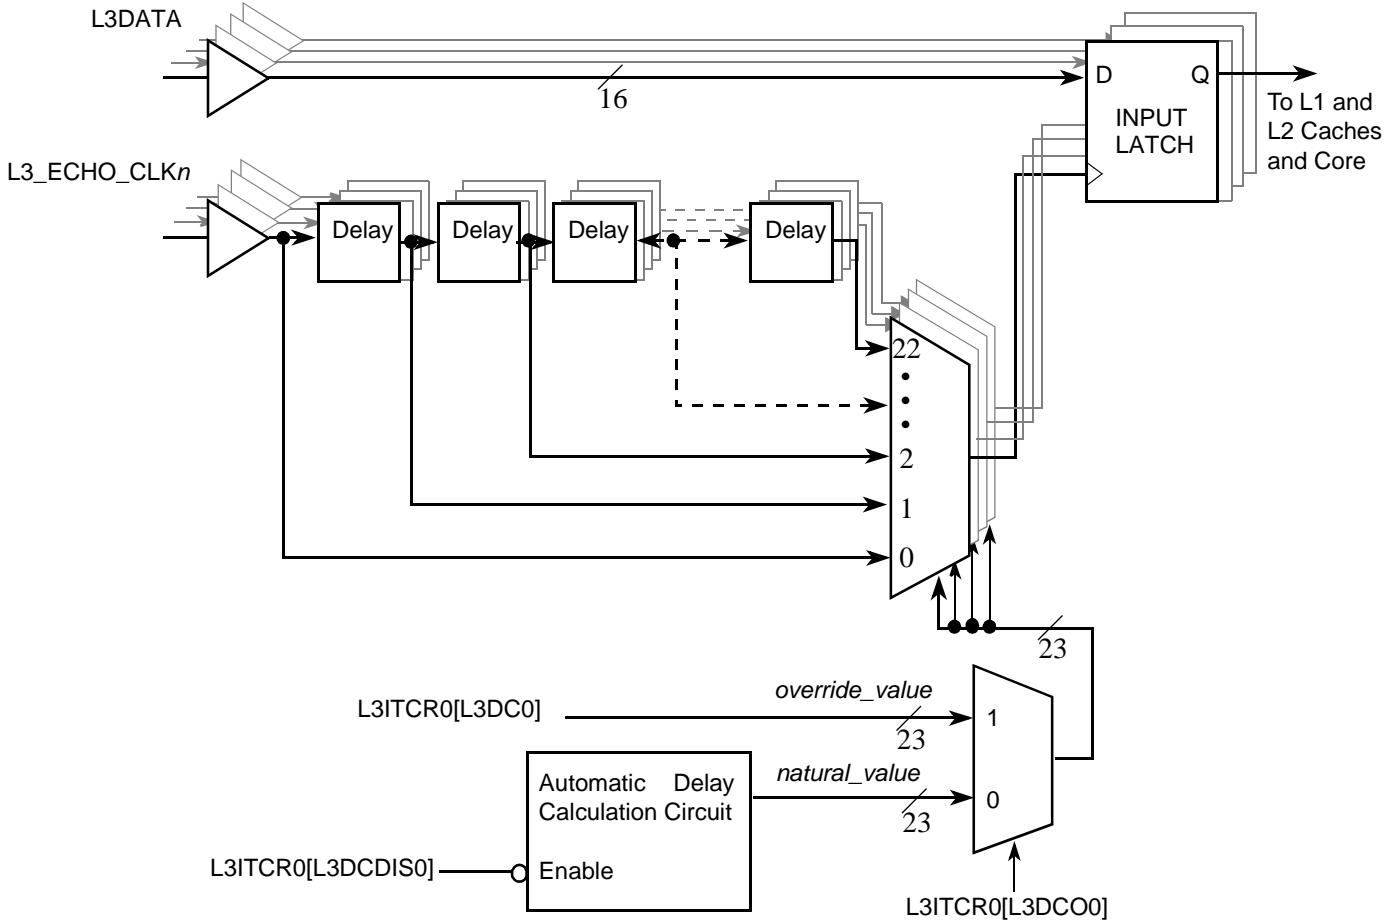 L3DATA
16
D Q
INPUT
LATCH
To L1 and
L2 Caches
and Core
L3_ECHO_CLKn
Delay Delay Delay Delay
22
2
1
0
23
override_value
L3ITCR0[L3DC0]
23
1
natural_value
Automatic Delay
Calculation Circuit
23
0
L3ITCR0[L3DCDIS0]
Enable
L3ITCR0[L3DCO0]